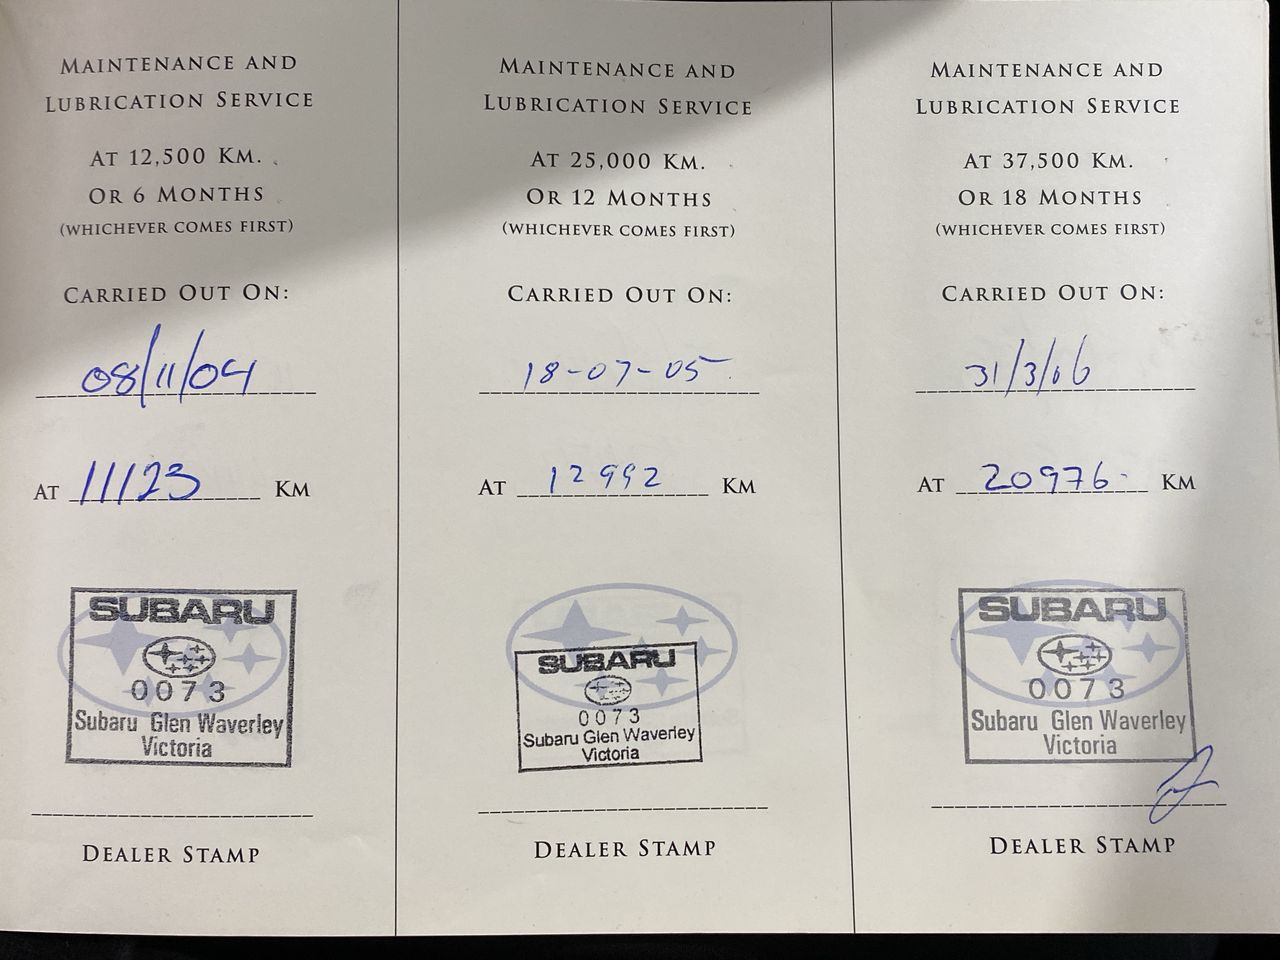 MAINTENANCE AND
LUBRICATION SERVICE
AT 12,500 KM.
OR 6 MONTHS
(WHICHEVER COMES FIRST)
CARRIED OUT ON:
08/11/04
AT 11123 KM
SUBARU
0073
Subaru Glen Waverley
Victoria
DEALER STAMP
MAINTENANCE AND
LUBRICATION SERVICE
AT 25,000 KM.
OR 12 MONTHS
(WHICHEVER COMES FIRST)
CARRIED OUT ON:
18-07-05
AT 12992 KM
SUBARU
0073
Subaru Glen Waverley
Victoria
DEALER STAMP
MAINTENANCE AND
LUBRICATION SERVICE
AT 37,500 KM.
OR 18 MONTHS
(WHICHEVER COMES FIRST)
CARRIED OUT ON:
31/3/06
AT 20976 KM
SUBARU
0073
Subaru Glen Waverley
Victoria
DEALER STAMP